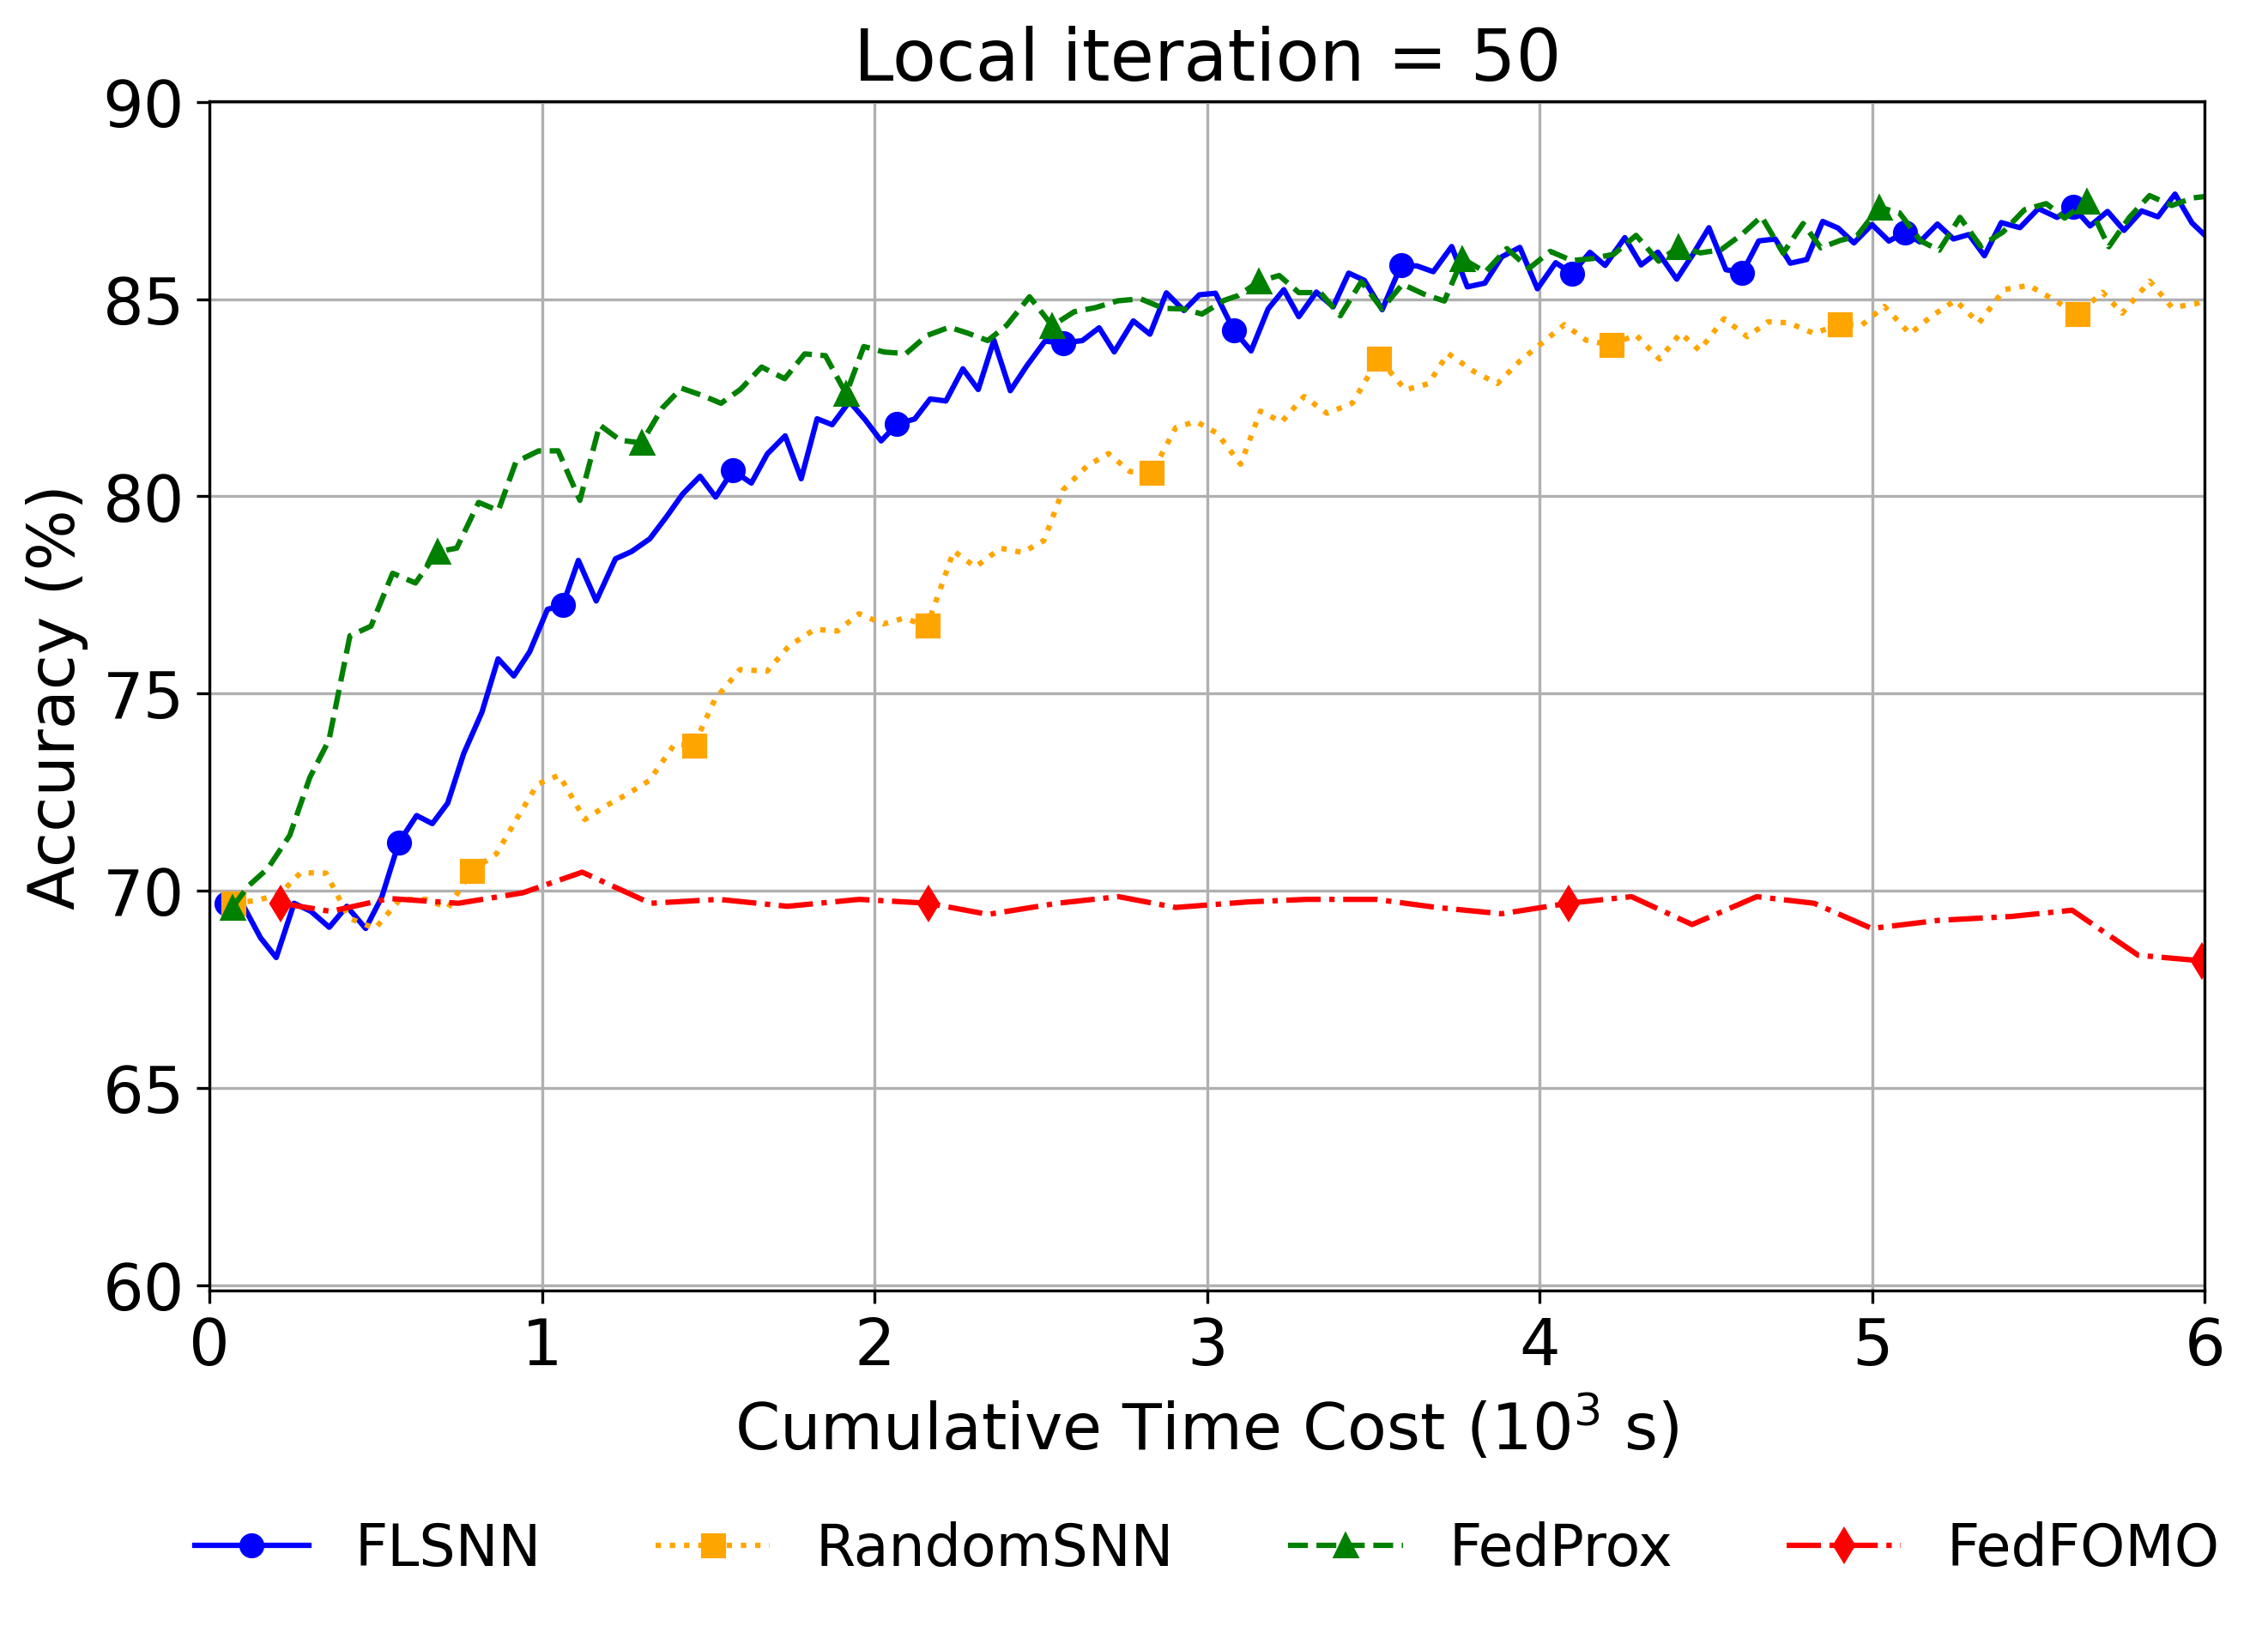 Local iteration = 50
90
85
80
75
70
65
60
Accuracy (%)
0 1 2 3 4 5 6
Cumulative Time Cost (10³ s)
FLSNN RandomSNN FedProx FedFOMO